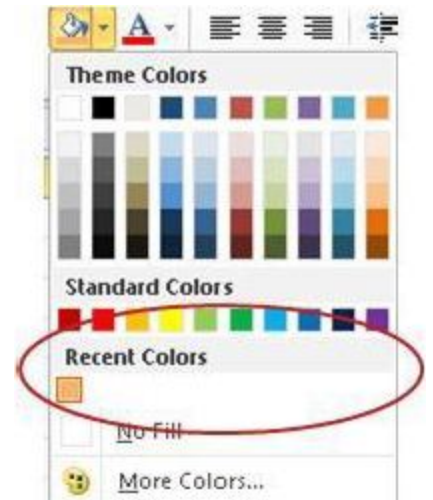 A
Theme Colors
Standard Colors
Recent Colors
No Fill
More Colors...